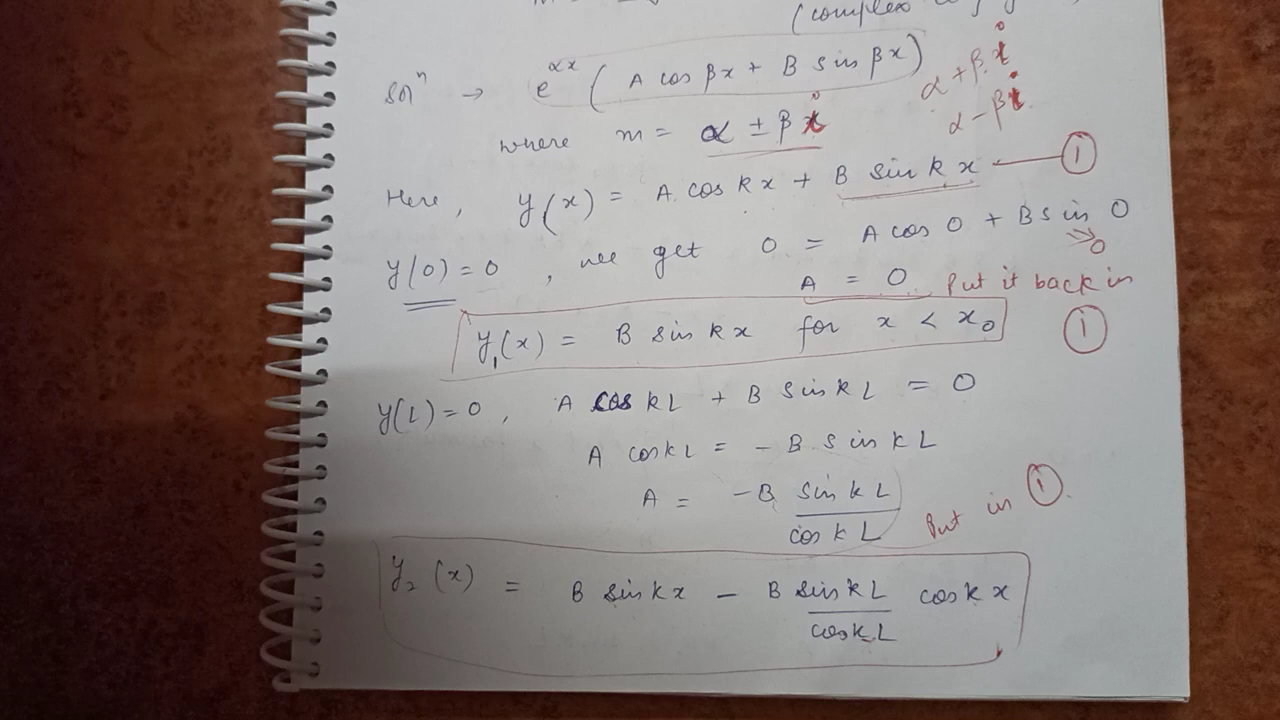 (complex
solⁿ → e^αx ( A cos βx + B sin βx ) α + βi
where m = α ± βi α − βi
Here, y(x) = A cos kx + B sin kx — ①
y(0) = 0, we get 0 = A cos 0 + B sin 0 → 0
A = 0 Put it back in ①
y₁(x) = B sin kx for x < x₀
y(L) = 0, A cos kL + B sin kL = 0
A cos kL = − B sin kL
A = −B sin kL / cos kL Put in ①
y₂(x) = B sin kx − B sin kL / cos kL cos kx